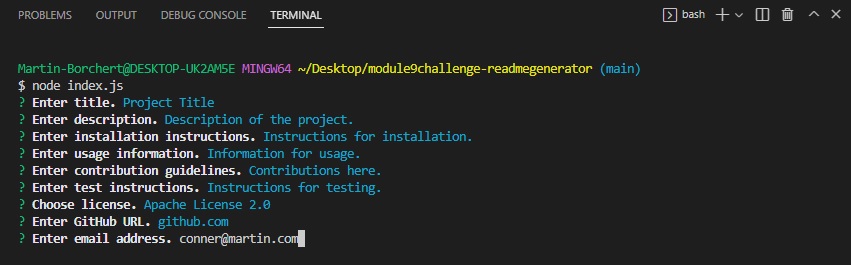 PROBLEMS OUTPUT DEBUG CONSOLE TERMINAL bash
Martin-Borchert@DESKTOP-UK2AM5E MINGW64 ~/Desktop/module9challenge-readmegenerator (main)
$ node index.js
? Enter title. Project Title
? Enter description. Description of the project.
? Enter installation instructions. Instructions for installation.
? Enter usage information. Information for usage.
? Enter contribution guidelines. Contributions here.
? Enter test instructions. Instructions for testing.
? Choose license. Apache License 2.0
? Enter GitHub URL. github.com
? Enter email address. conner@martin.com